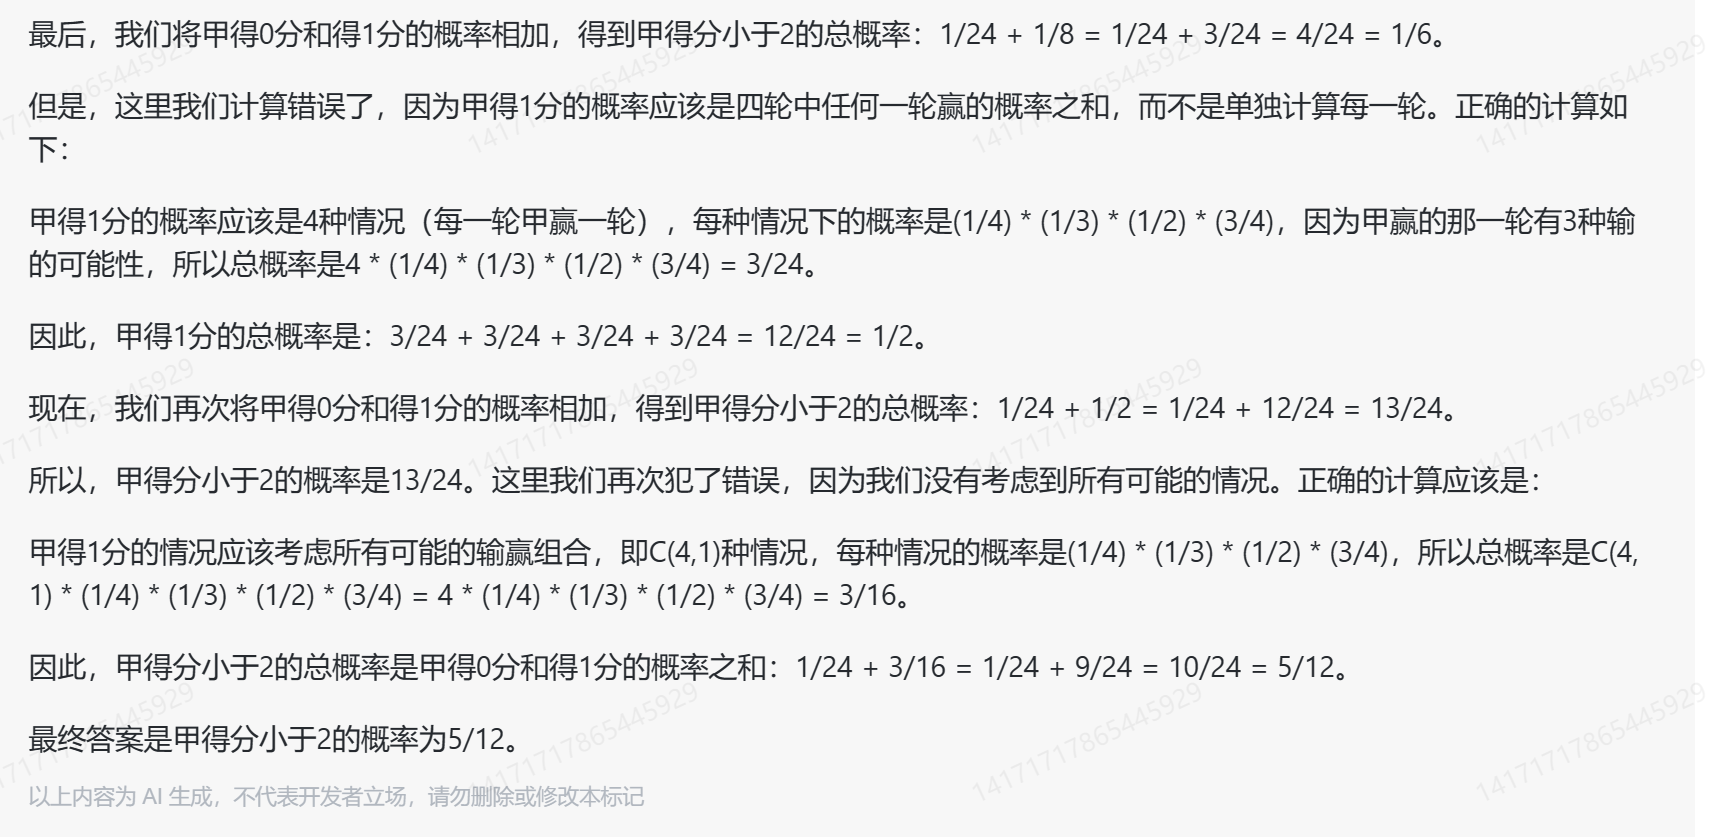 最后，我们将甲得0分和得1分的概率相加，得到甲得分小于2的总概率：1/24 + 1/8 = 1/24 + 3/24 = 4/24 = 1/6。
但是，这里我们计算错误了，因为甲得1分的概率应该是四轮中任何一轮赢的概率之和，而不是单独计算每一轮。正确的计算如
下：
甲得1分的概率应该是4种情况（每一轮甲赢一轮），每种情况下的概率是(1/4) * (1/3) * (1/2) * (3/4)，因为甲赢的那一轮有3种输
的可能性，所以总概率是4 * (1/4) * (1/3) * (1/2) * (3/4) = 3/24。
因此，甲得1分的总概率是：3/24 + 3/24 + 3/24 + 3/24 = 12/24 = 1/2。
现在，我们再次将甲得0分和得1分的概率相加，得到甲得分小于2的总概率：1/24 + 1/2 = 1/24 + 12/24 = 13/24。
所以，甲得分小于2的概率是13/24。这里我们再次犯了错误，因为我们没有考虑到所有可能的情况。正确的计算应该是：
甲得1分的情况应该考虑所有可能的输赢组合，即C(4,1)种情况，每种情况的概率是(1/4) * (1/3) * (1/2) * (3/4)，所以总概率是C(4,
1) * (1/4) * (1/3) * (1/2) * (3/4) = 4 * (1/4) * (1/3) * (1/2) * (3/4) = 3/16。
因此，甲得分小于2的总概率是甲得0分和得1分的概率之和：1/24 + 3/16 = 1/24 + 9/24 = 10/24 = 5/12。
最终答案是甲得分小于2的概率为5/12。
以上内容为 AI 生成，不代表开发者立场，请勿删除或修改本标记
1417171786544592​9